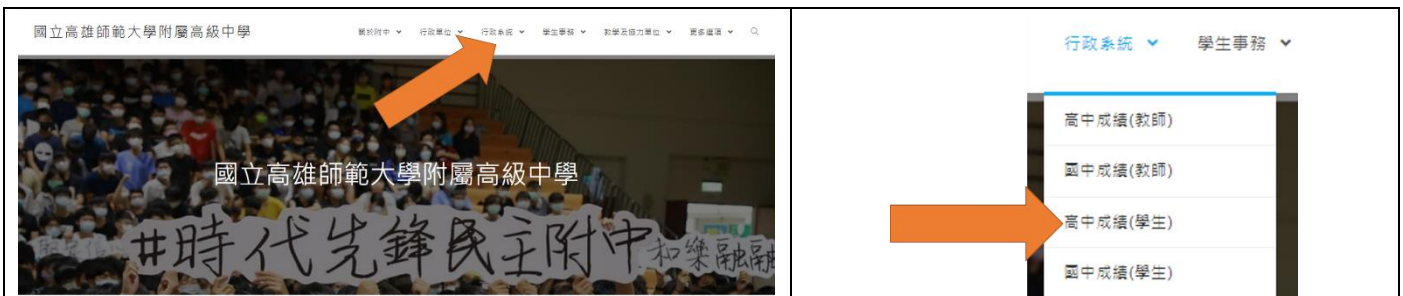 國立高雄師範大學附屬高級中學
關於附中 行政單位 行政系統 學生事務 教學及協力單位 更多選項
國立高雄師範大學附屬高級中學
#時代先鋒民主附中和樂融融
行政系統 學生事務
高中成績(教師)
國中成績(教師)
高中成績(學生)
國中成績(學生)